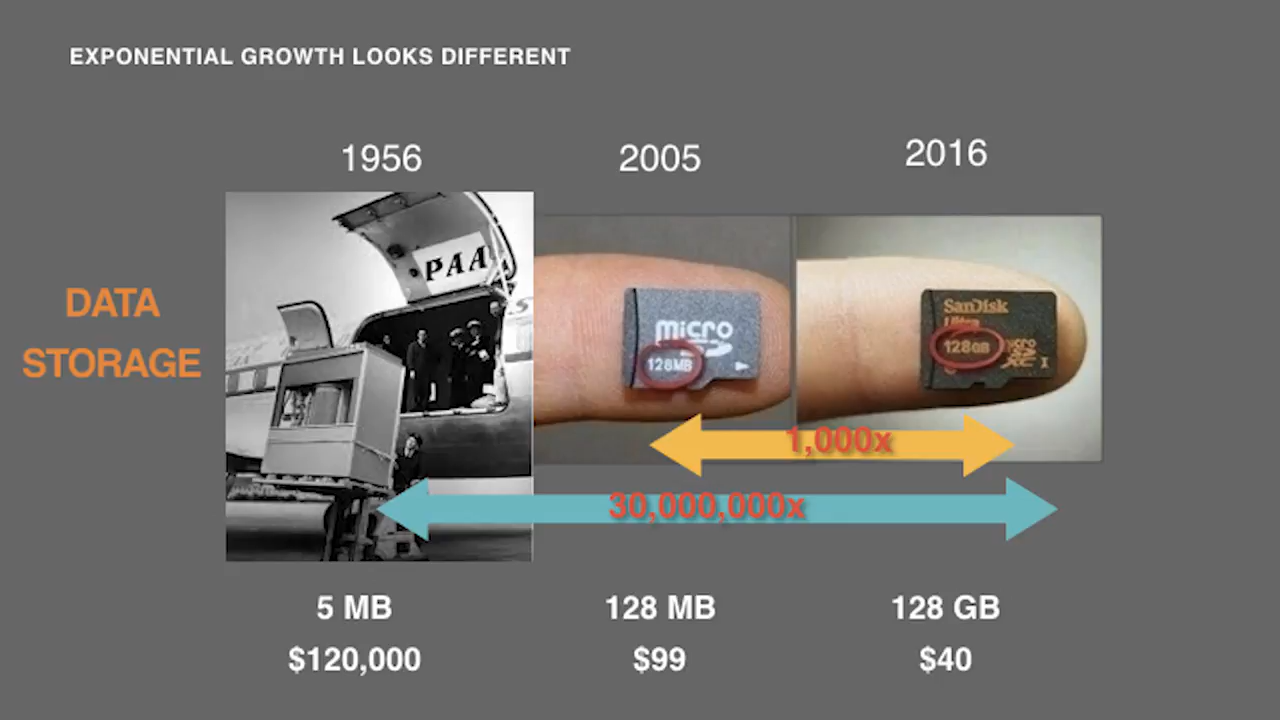 EXPONENTIAL GROWTH LOOKS DIFFERENT
1956
2005
2016
DATA
STORAGE
PAA
micro
128MB
SanDisk
Ultra
128GB
micro
I
1,000x
30,000,000x
5 MB
128 MB
128 GB
$120,000
$99
$40